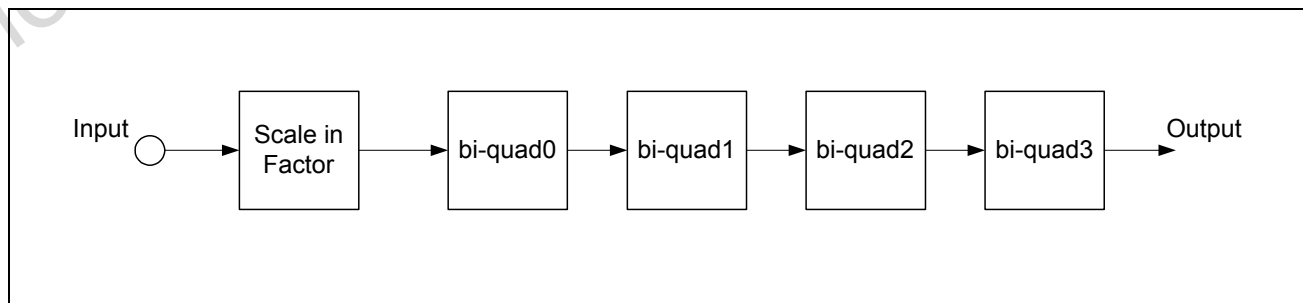 Input
Scale in
Factor
bi-quad0
bi-quad1
bi-quad2
bi-quad3
Output